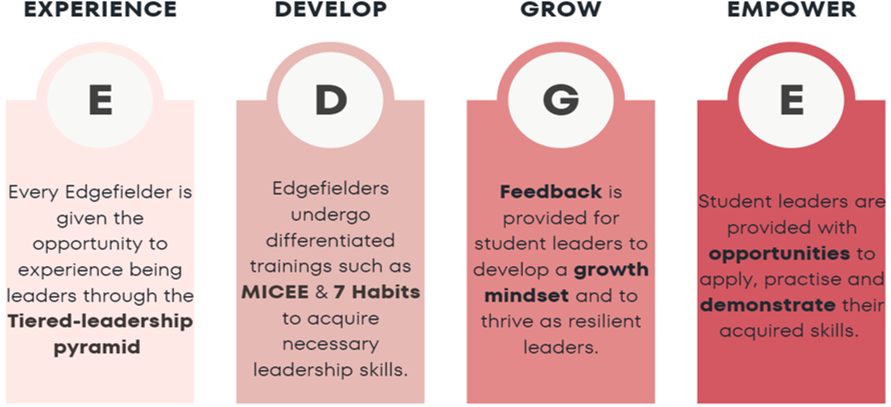 EXPERIENCE
E
Every Edgefielder is
given the
opportunity to
experience being
leaders through the
Tiered-leadership
pyramid
DEVELOP
D
Edgefielders
undergo
differentiated
trainings such as
MICEE & 7 Habits
to acquire
necessary
leadership skills.
GROW
G
Feedback is
provided for
student leaders to
develop a growth
mindset and to
thrive as resilient
leaders.
EMPOWER
E
Student leaders are
provided with
opportunities to
apply, practise and
demonstrate their
acquired skills.